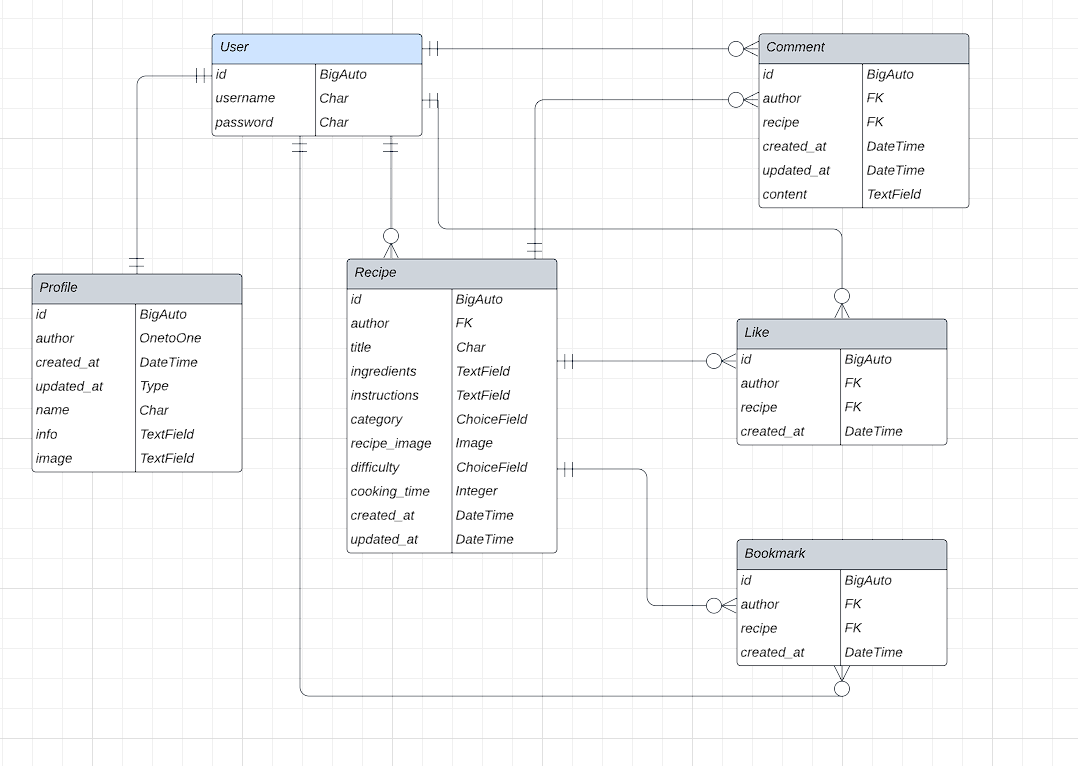 User
id BigAuto
username Char
password Char
Comment
id BigAuto
author FK
recipe FK
created_at DateTime
updated_at DateTime
content TextField
Profile
id BigAuto
author OnetoOne
created_at DateTime
updated_at Type
name Char
info TextField
image TextField
Recipe
id BigAuto
author FK
title Char
ingredients TextField
instructions TextField
category ChoiceField
recipe_image Image
difficulty ChoiceField
cooking_time Integer
created_at DateTime
updated_at DateTime
Like
id BigAuto
author FK
recipe FK
created_at DateTime
Bookmark
id BigAuto
author FK
recipe FK
created_at DateTime